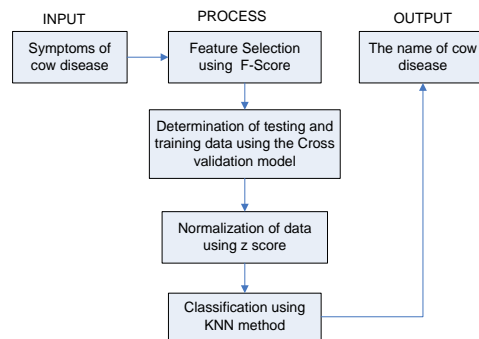 INPUT
PROCESS
OUTPUT
Symptoms of
cow disease
Feature Selection
using F-Score
The name of cow
disease
Determination of testing and
training data using the Cross
validation model
Normalization of data
using z score
Classification using
KNN method